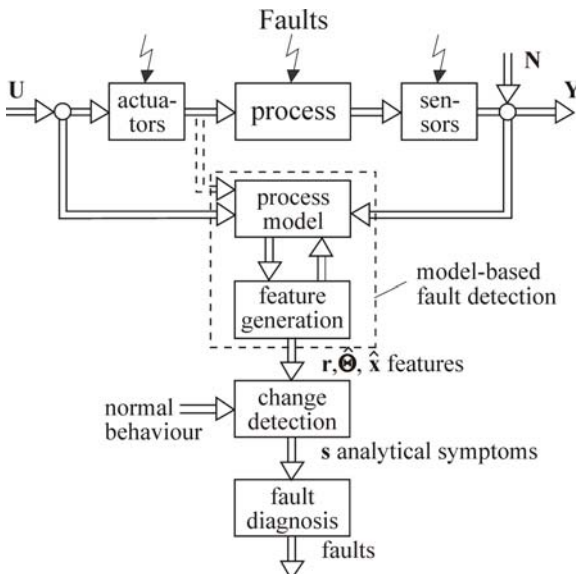 Faults
U
N
Y
actua-
tors
process
sen-
sors
process
model
feature
generation
model-based
fault detection
r,Θ̂, x̂ features
normal
behaviour
change
detection
s analytical symptoms
fault
diagnosis
faults